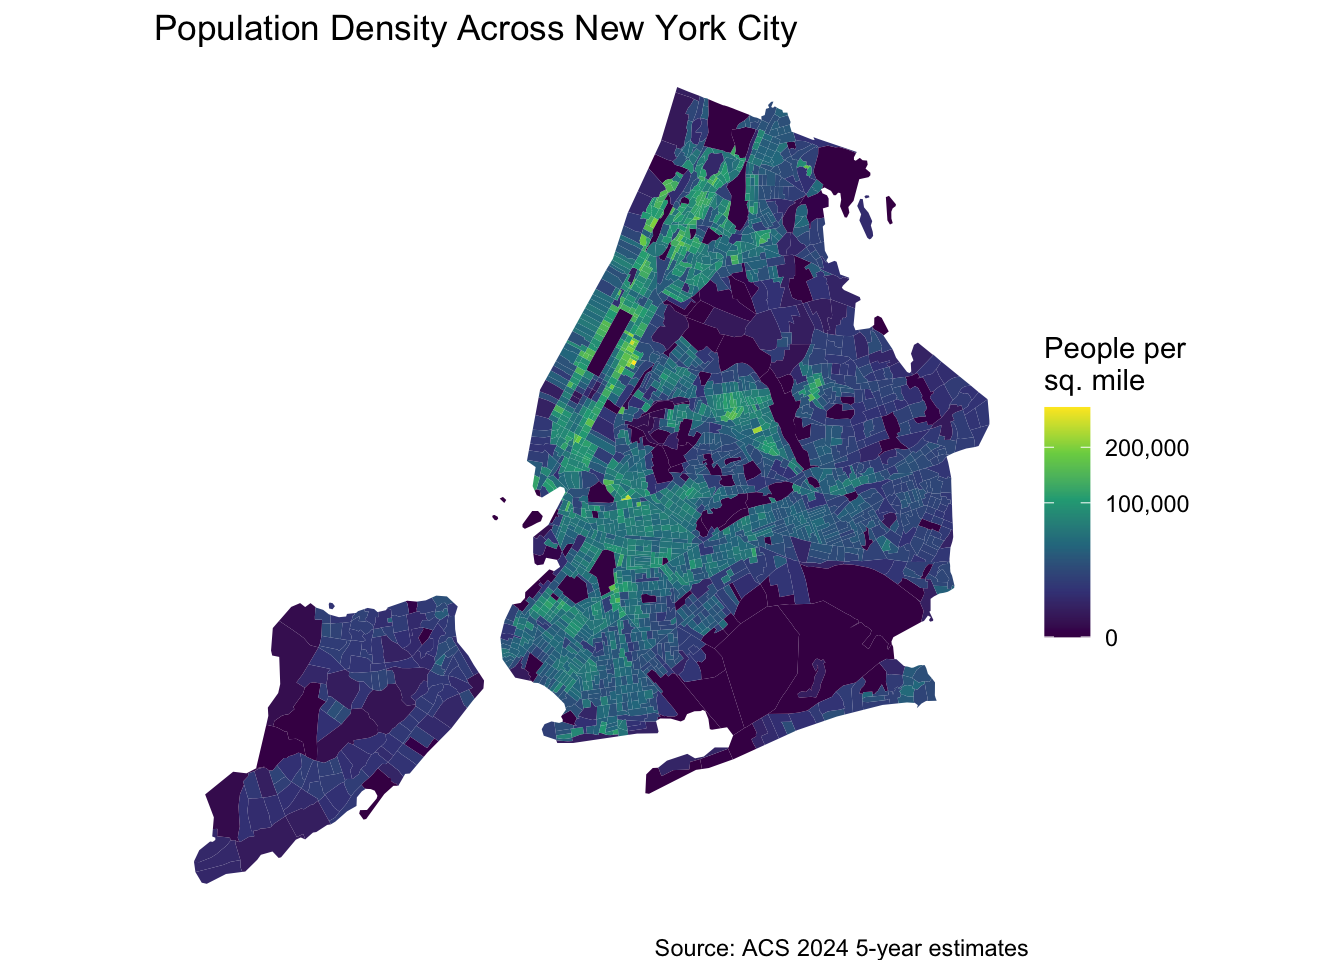 Population Density Across New York City
People per
sq. mile
200,000
100,000
0
Source: ACS 2024 5-year estimates